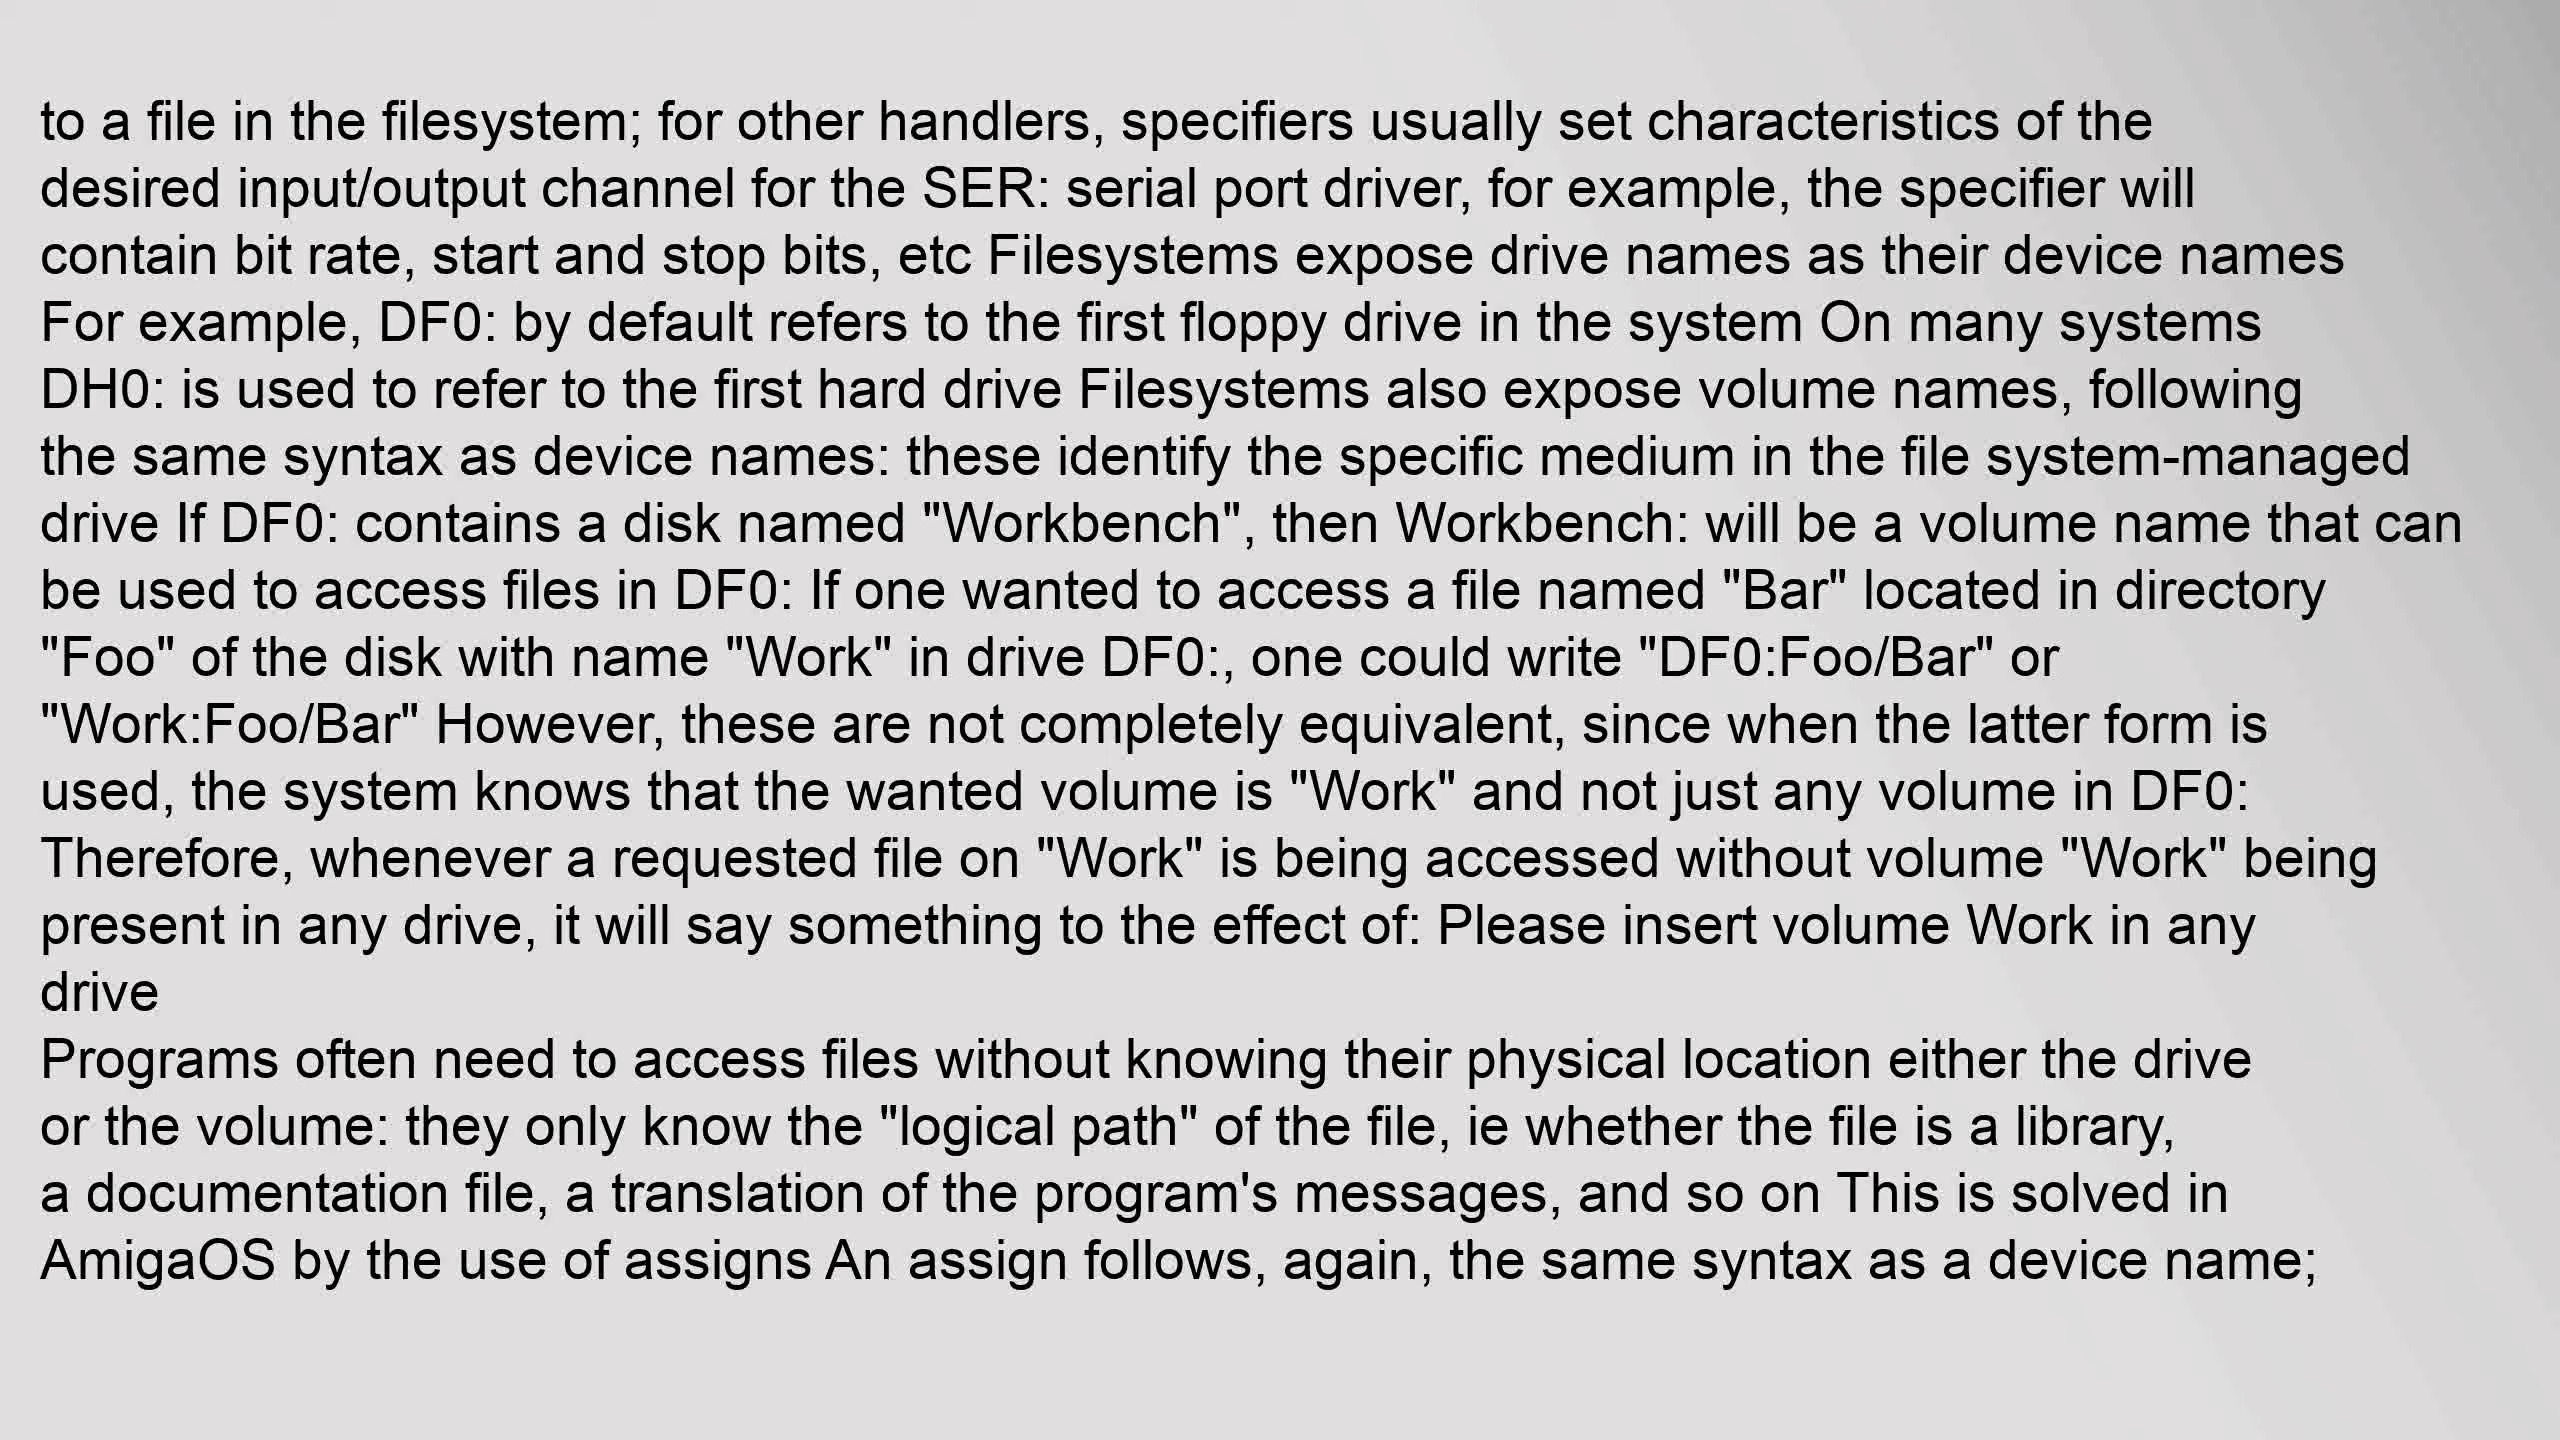 to a file in the filesystem; for other handlers, specifiers usually set characteristics of the
desired input/output channel for the SER: serial port driver, for example, the specifier will
contain bit rate, start and stop bits, etc Filesystems expose drive names as their device names
For example, DF0: by default refers to the first floppy drive in the system On many systems
DH0: is used to refer to the first hard drive Filesystems also expose volume names, following
the same syntax as device names: these identify the specific medium in the file system-managed
drive If DF0: contains a disk named "Workbench", then Workbench: will be a volume name that can
be used to access files in DF0: If one wanted to access a file named "Bar" located in directory
"Foo" of the disk with name "Work" in drive DF0:, one could write "DF0:Foo/Bar" or
"Work:Foo/Bar" However, these are not completely equivalent, since when the latter form is
used, the system knows that the wanted volume is "Work" and not just any volume in DF0:
Therefore, whenever a requested file on "Work" is being accessed without volume "Work" being
present in any drive, it will say something to the effect of: Please insert volume Work in any
drive
Programs often need to access files without knowing their physical location either the drive
or the volume: they only know the "logical path" of the file, ie whether the file is a library,
a documentation file, a translation of the program's messages, and so on This is solved in
AmigaOS by the use of assigns An assign follows, again, the same syntax as a device name;